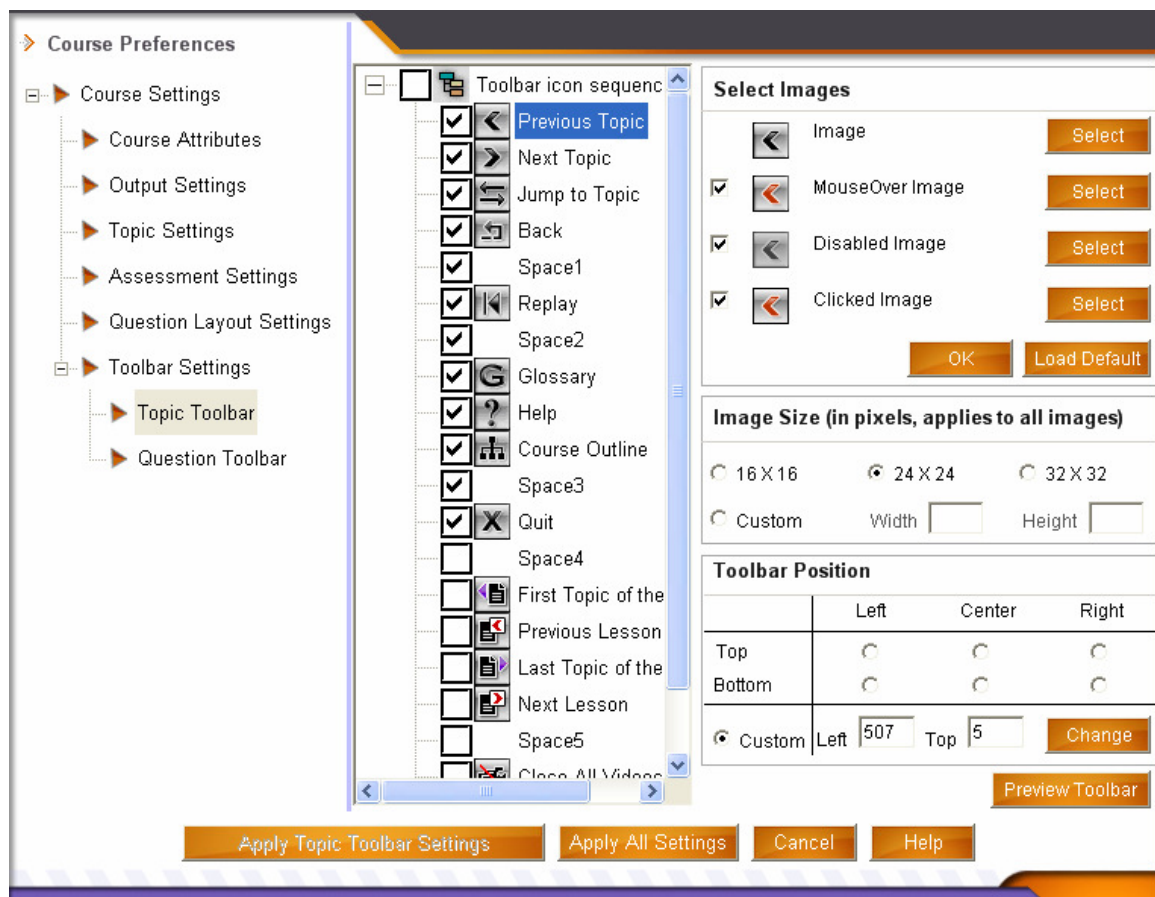 Course Preferences
Course Settings
Course Attributes
Output Settings
Topic Settings
Assessment Settings
Question Layout Settings
Toolbar Settings
Topic Toolbar
Question Toolbar
Toolbar icon sequenc
Previous Topic
Next Topic
Jump to Topic
Back
Space1
Replay
Space2
Glossary
Help
Course Outline
Space3
Quit
Space4
First Topic of the
Previous Lesson
Last Topic of the
Next Lesson
Space5
Close All Videos
Select Images
Image Select
MouseOver Image Select
Disabled Image Select
Clicked Image Select
OK Load Default
Image Size (in pixels, applies to all images)
16 X 16 24 X 24 32 X 32
Custom Width Height
Toolbar Position
Left Center Right
Top
Bottom
Custom Left 507 Top 5 Change
Preview Toolbar
Apply Topic Toolbar Settings Apply All Settings Cancel Help